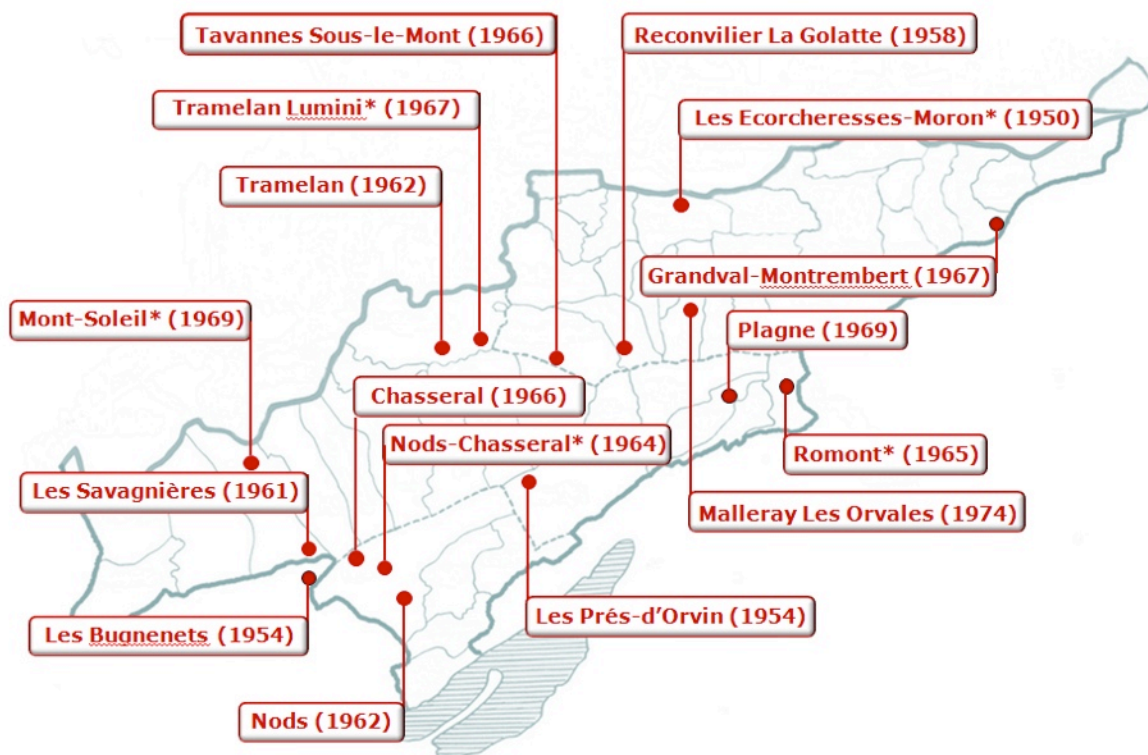 Tavannes Sous-le-Mont (1966)
Reconvilier La Golatte (1958)
Tramelan Lumini* (1967)
Les Ecorcheresses-Moron* (1950)
Tramelan (1962)
Grandval-Montrembert (1967)
Mont-Soleil* (1969)
Plagne (1969)
Chasseral (1966)
Nods-Chasseral* (1964)
Romont* (1965)
Les Savagnières (1961)
Malleray Les Orvales (1974)
Les Prés-d'Orvin (1954)
Les Bugnenets (1954)
Nods (1962)